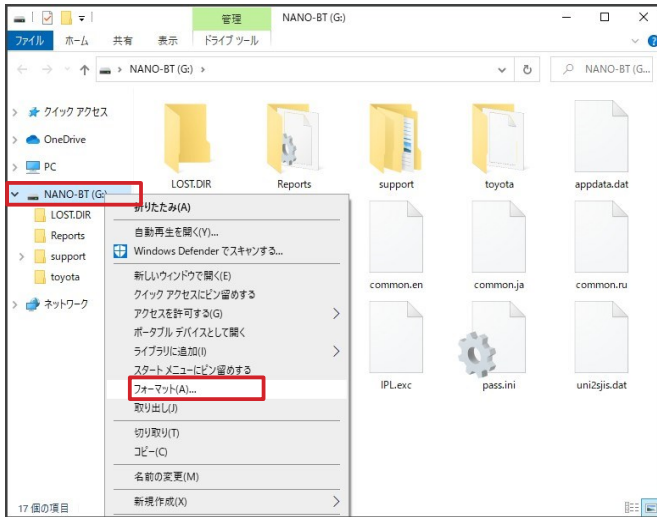 管理
NANO-BT (G:)
ファイル
ホーム
共有
表示
ドライブ ツール
NANO-BT (G:)
NANO-BT (G...
クイック アクセス
OneDrive
PC
NANO-BT (G:)
LOST.DIR
Reports
support
toyota
ネットワーク
LOST.DIR
Reports
support
toyota
appdata.dat
common.en
common.ja
common.ru
IPL.exc
pass.ini
uni2sjis.dat
折りたたみ(A)
自動再生を開く(Y)...
Windows Defender でスキャンする...
新しいウィンドウで開く(E)
クイック アクセスにピン留めする
アクセスを許可する(G)
ポータブル デバイスとして開く
ライブラリに追加(I)
スタート メニューにピン留めする
フォーマット(A)...
取り出し(J)
切り取り(T)
コピー(C)
名前の変更(M)
新規作成(X)
17 個の項目